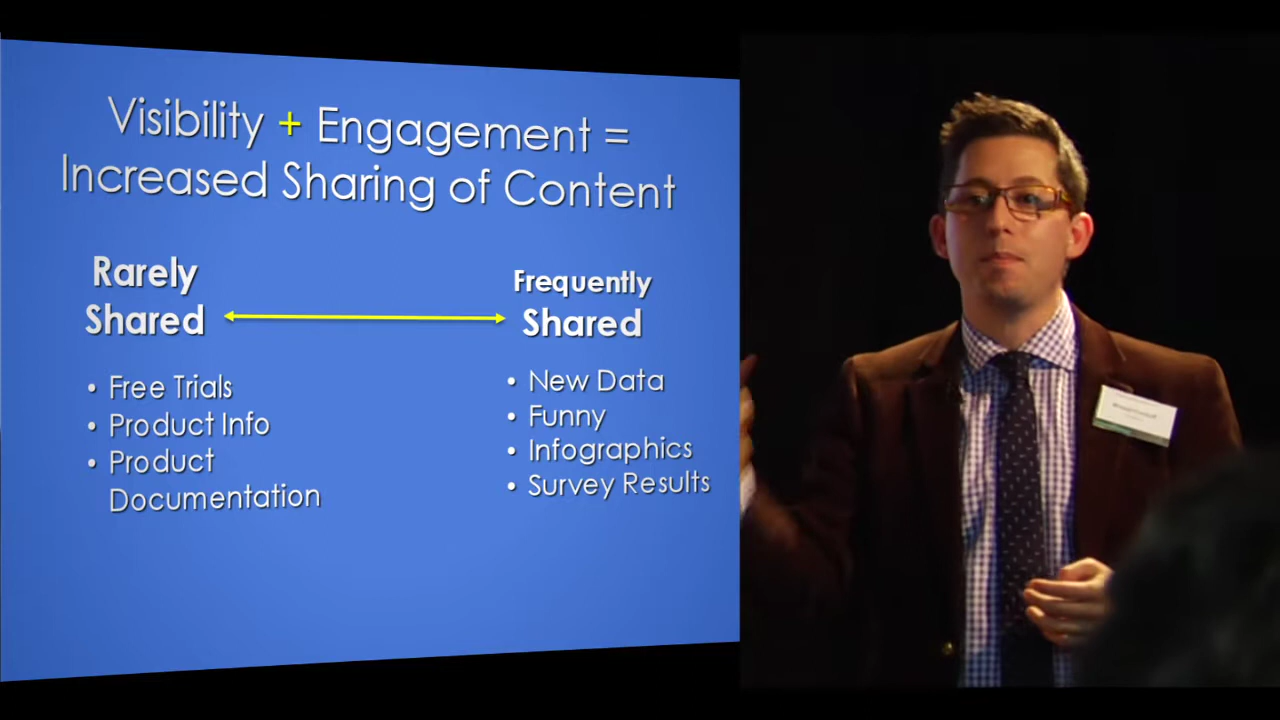 Visibility + Engagement =
Increased Sharing of Content
Rarely
Shared
Frequently
Shared
• Free Trials
• Product Info
• Product
Documentation
• New Data
• Funny
• Infographics
• Survey Results